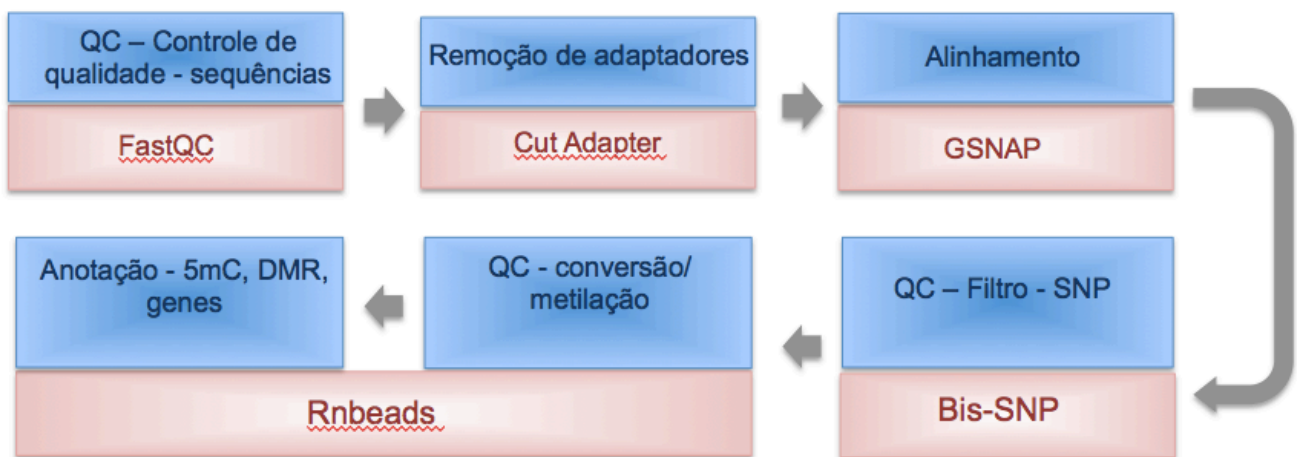 QC – Controle de
qualidade - sequências
FastQC
Remoção de adaptadores
Cut Adapter
Alinhamento
GSNAP
QC – Filtro - SNP
Bis-SNP
QC - conversão/
metilação
Anotação - 5mC, DMR,
genes
Rnbeads